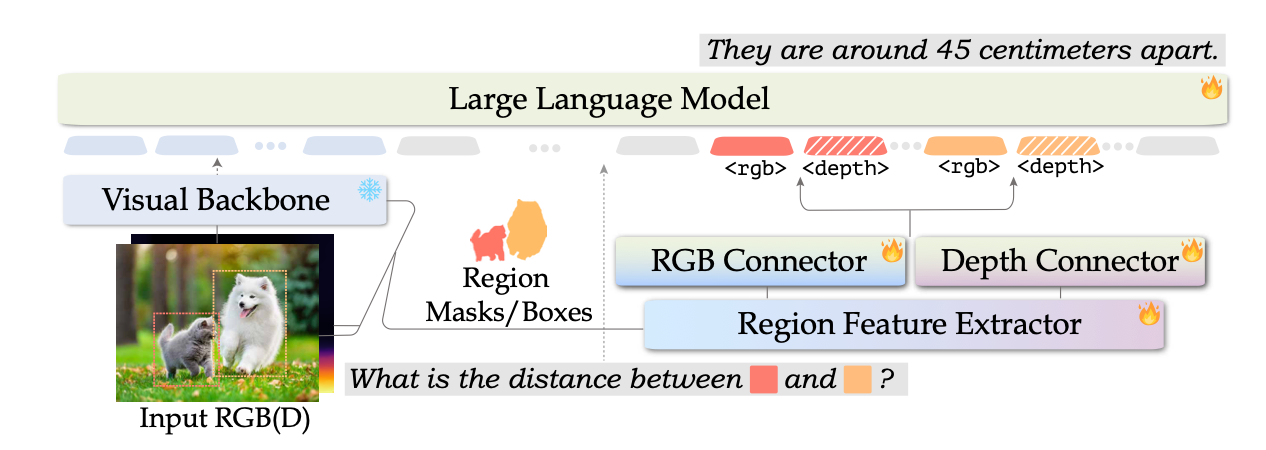 They are around 45 centimeters apart.
Large Language Model
<rgb> <depth> <rgb> <depth>
Visual Backbone
Region
Masks/Boxes
RGB Connector
Depth Connector
Region Feature Extractor
What is the distance between and ?
Input RGB(D)